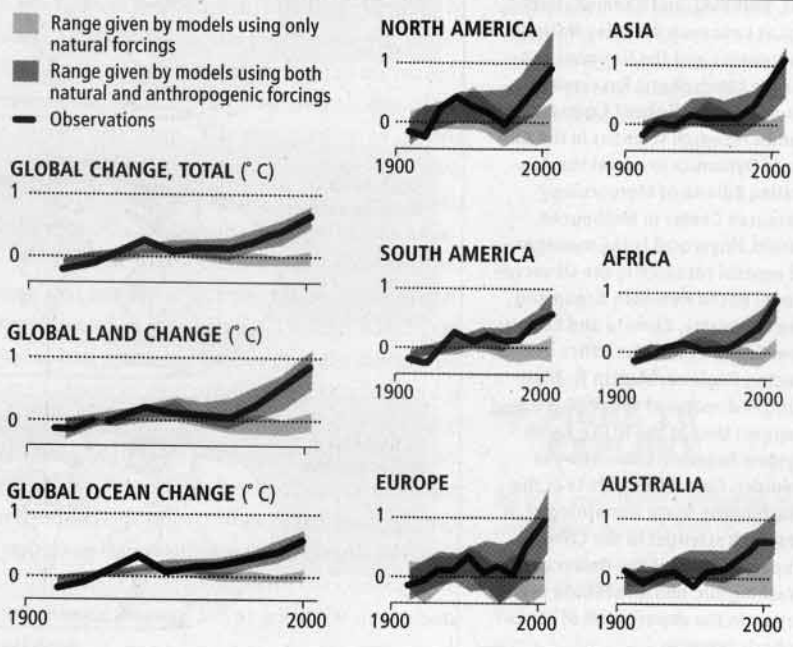 Range given by models using only
natural forcings
Range given by models using both
natural and anthropogenic forcings
Observations
GLOBAL CHANGE, TOTAL (˚ C)
1
0
GLOBAL LAND CHANGE (˚ C)
1
0
GLOBAL OCEAN CHANGE (˚ C)
1
0
1900
2000
NORTH AMERICA
1
0
1900
2000
ASIA
1
0
1900
2000
SOUTH AMERICA
1
0
1900
2000
AFRICA
1
0
1900
2000
EUROPE
1
0
1900
2000
AUSTRALIA
1
0
1900
2000